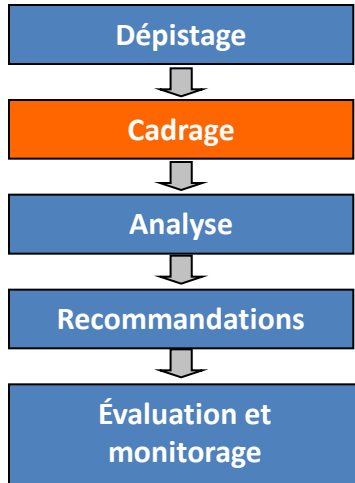 Dépistage
Cadrage
Analyse
Recommandations
Évaluation et
monitorage